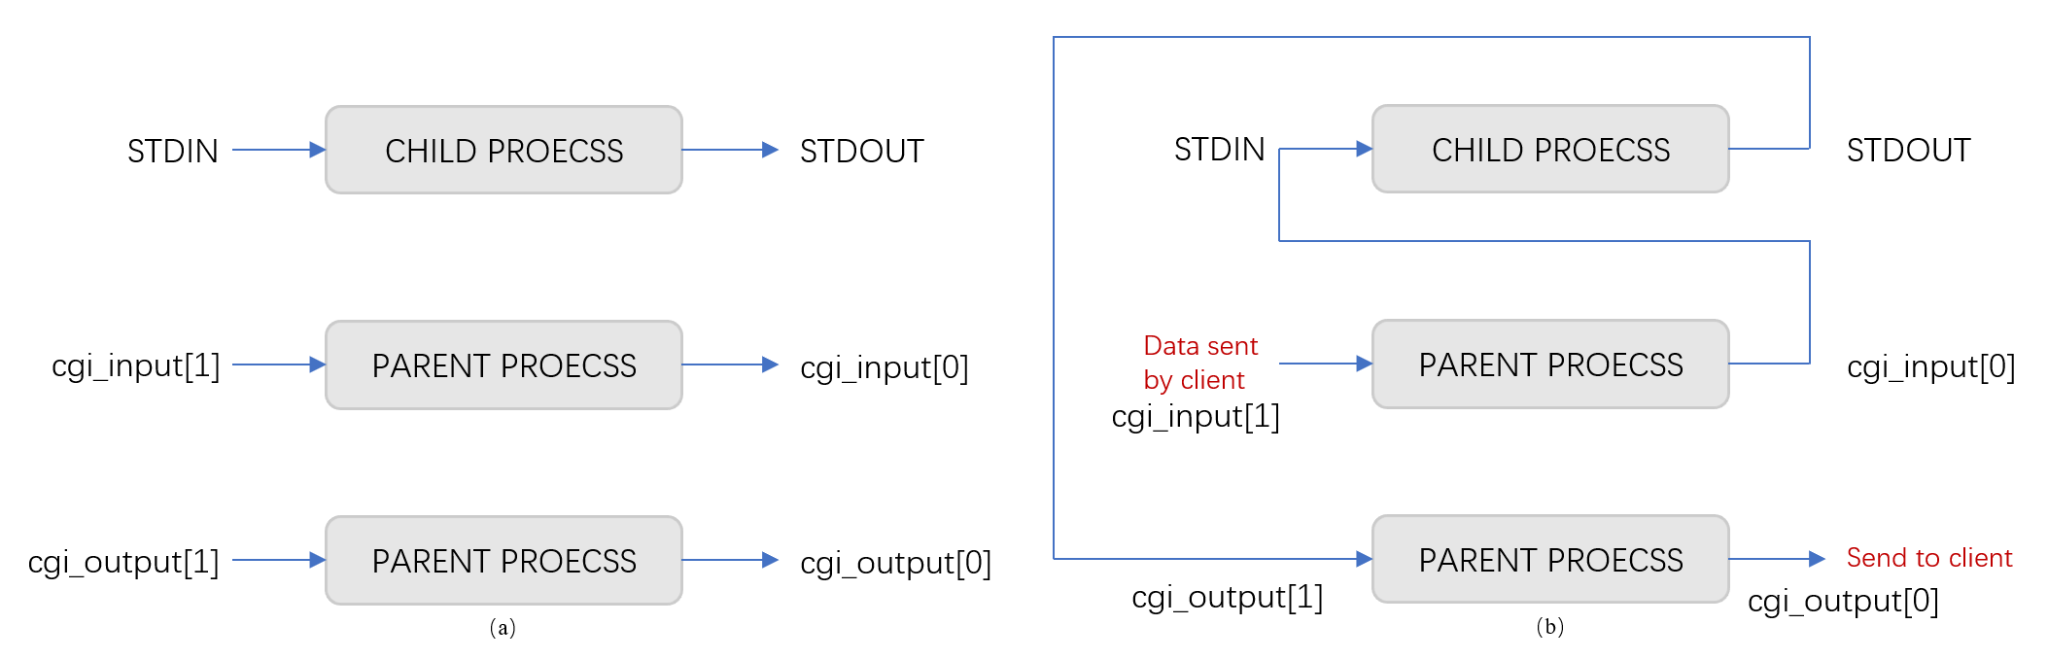 STDIN
CHILD PROECSS
STDOUT
cgi_input[1]
PARENT PROECSS
cgi_input[0]
cgi_output[1]
PARENT PROECSS
cgi_output[0]
(a)
STDIN
CHILD PROECSS
STDOUT
Data sent
by client
cgi_input[1]
PARENT PROECSS
cgi_input[0]
cgi_output[1]
PARENT PROECSS
Send to client
cgi_output[0]
(b)